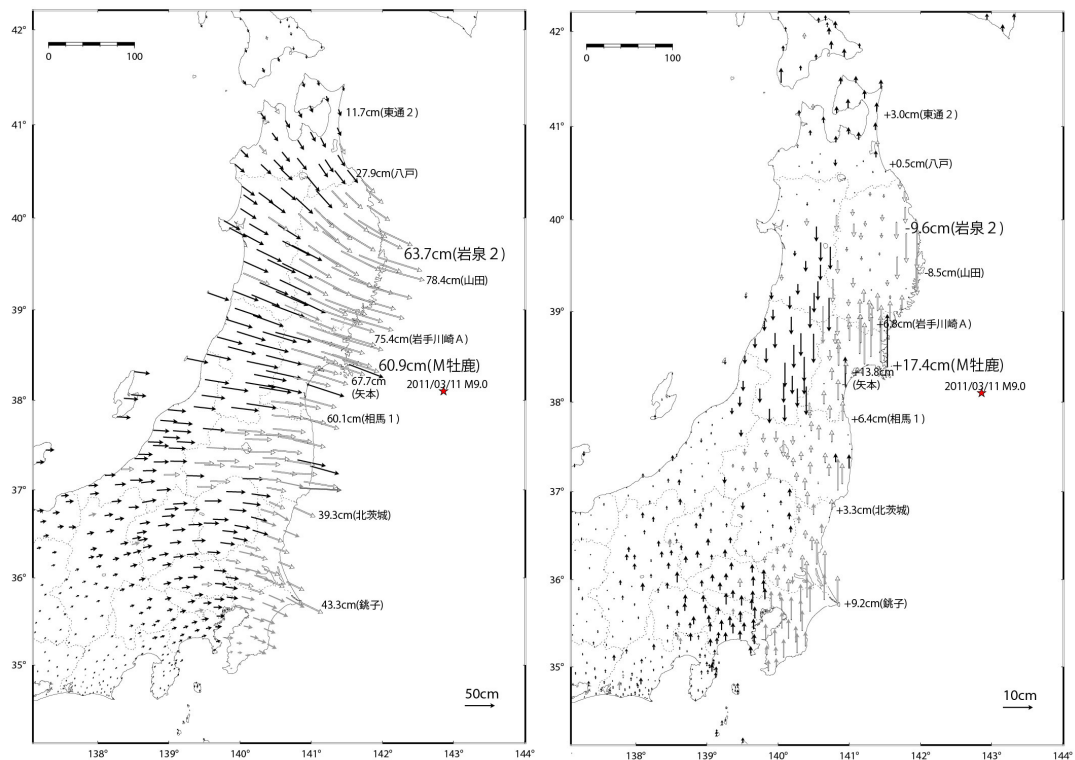 42°
41°
40°
39°
38°
37°
36°
35°
0 100
11.7cm(東通２)
27.9cm(八戸)
63.7cm(岩泉２)
78.4cm(山田)
75.4cm(岩手川崎Ａ)
60.9cm(M牡鹿)
67.7cm
(矢本)
2011/03/11 M9.0
60.1cm(相馬１)
39.3cm(北茨城)
43.3cm(銚子)
50cm
138° 139° 140° 141° 142° 143° 144°
42°
41°
40°
39°
38°
37°
36°
35°
0 100
+3.0cm(東通２)
+0.5cm(八戸)
-9.6cm(岩泉２)
-8.5cm(山田)
+6.8cm(岩手川崎Ａ)
+17.4cm(M牡鹿)
+13.8cm
(矢本)
2011/03/11 M9.0
+6.4cm(相馬１)
+3.3cm(北茨城)
+9.2cm(銚子)
10cm
138° 139° 140° 141° 142° 143° 144°